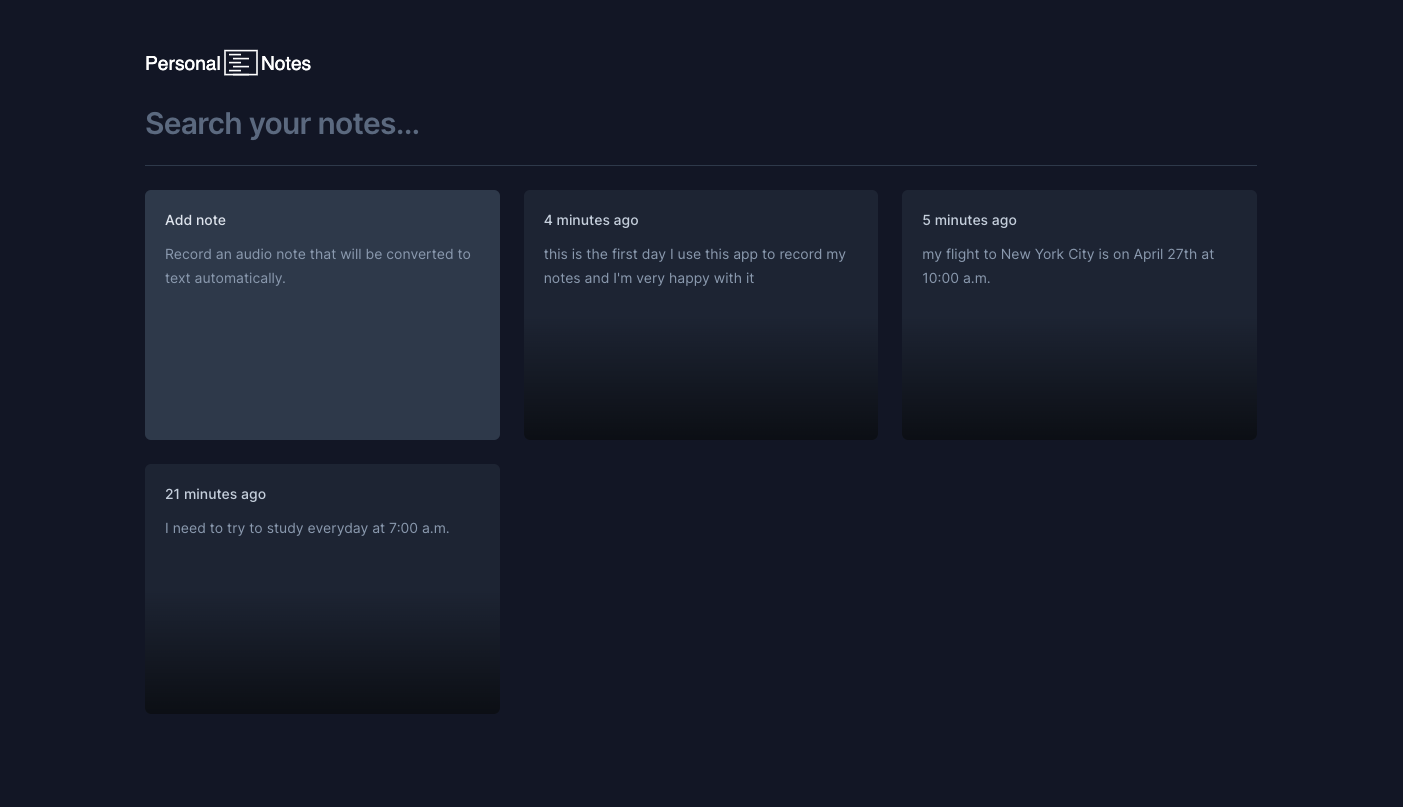 Personal Notes
Search your notes...
Add note
Record an audio note that will be converted to
text automatically.
4 minutes ago
this is the first day I use this app to record my
notes and I'm very happy with it
5 minutes ago
my flight to New York City is on April 27th at
10:00 a.m.
21 minutes ago
I need to try to study everyday at 7:00 a.m.